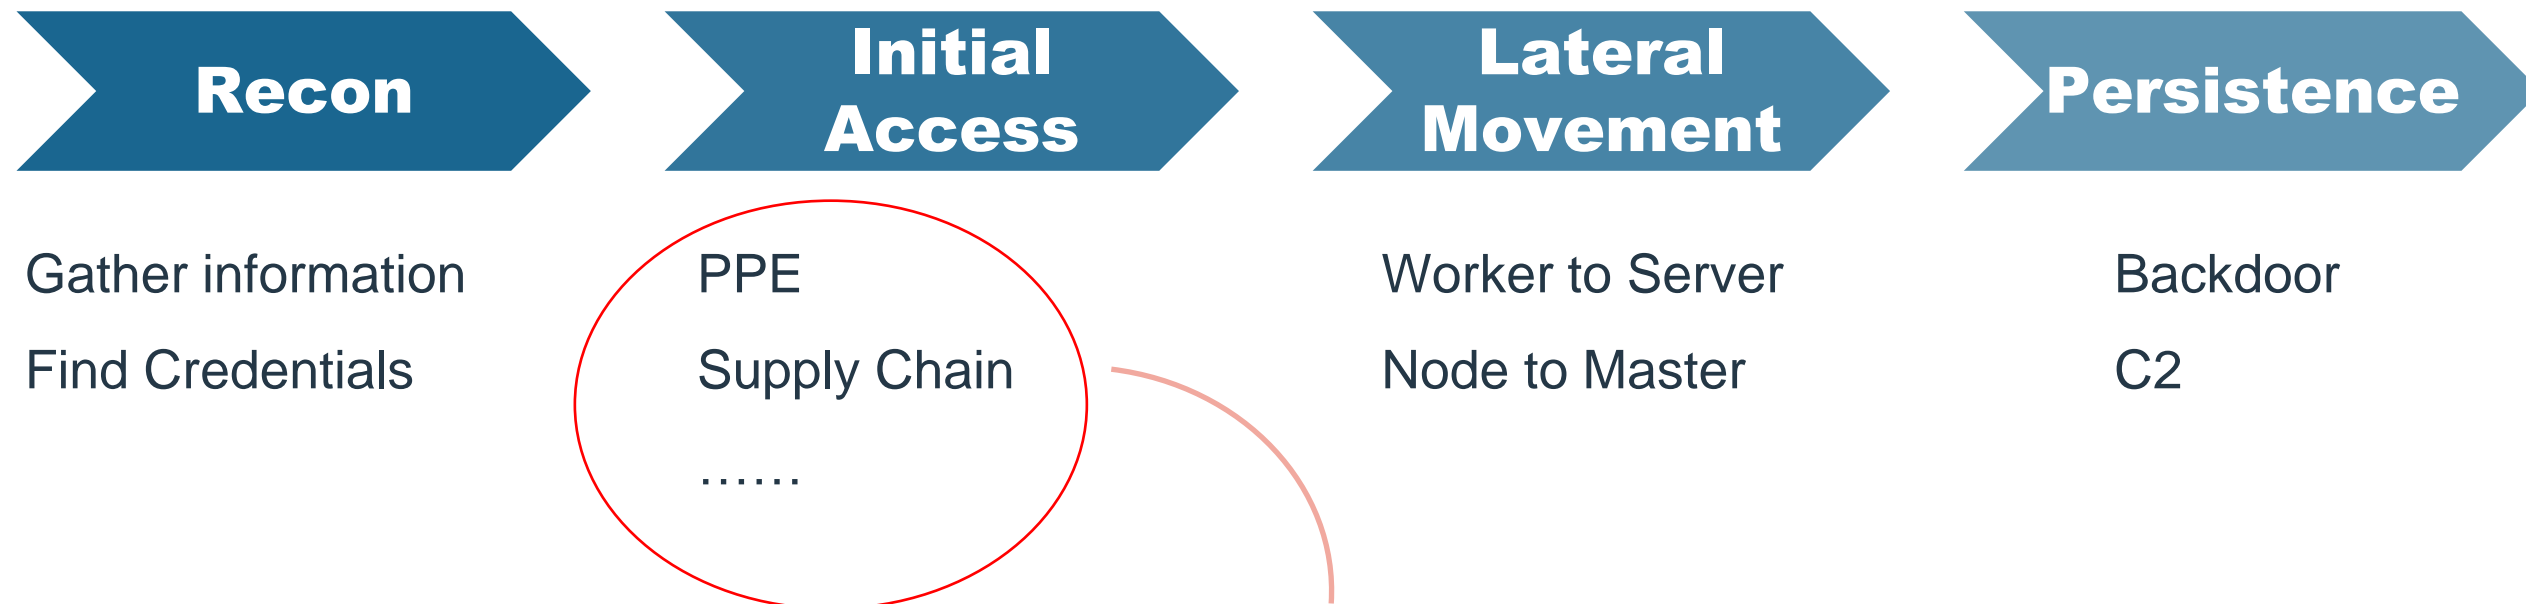 Recon
Initial
Access
Lateral
Movement
Persistence
Gather information
Find Credentials
PPE
Supply Chain
……
Worker to Server
Node to Master
Backdoor
C2